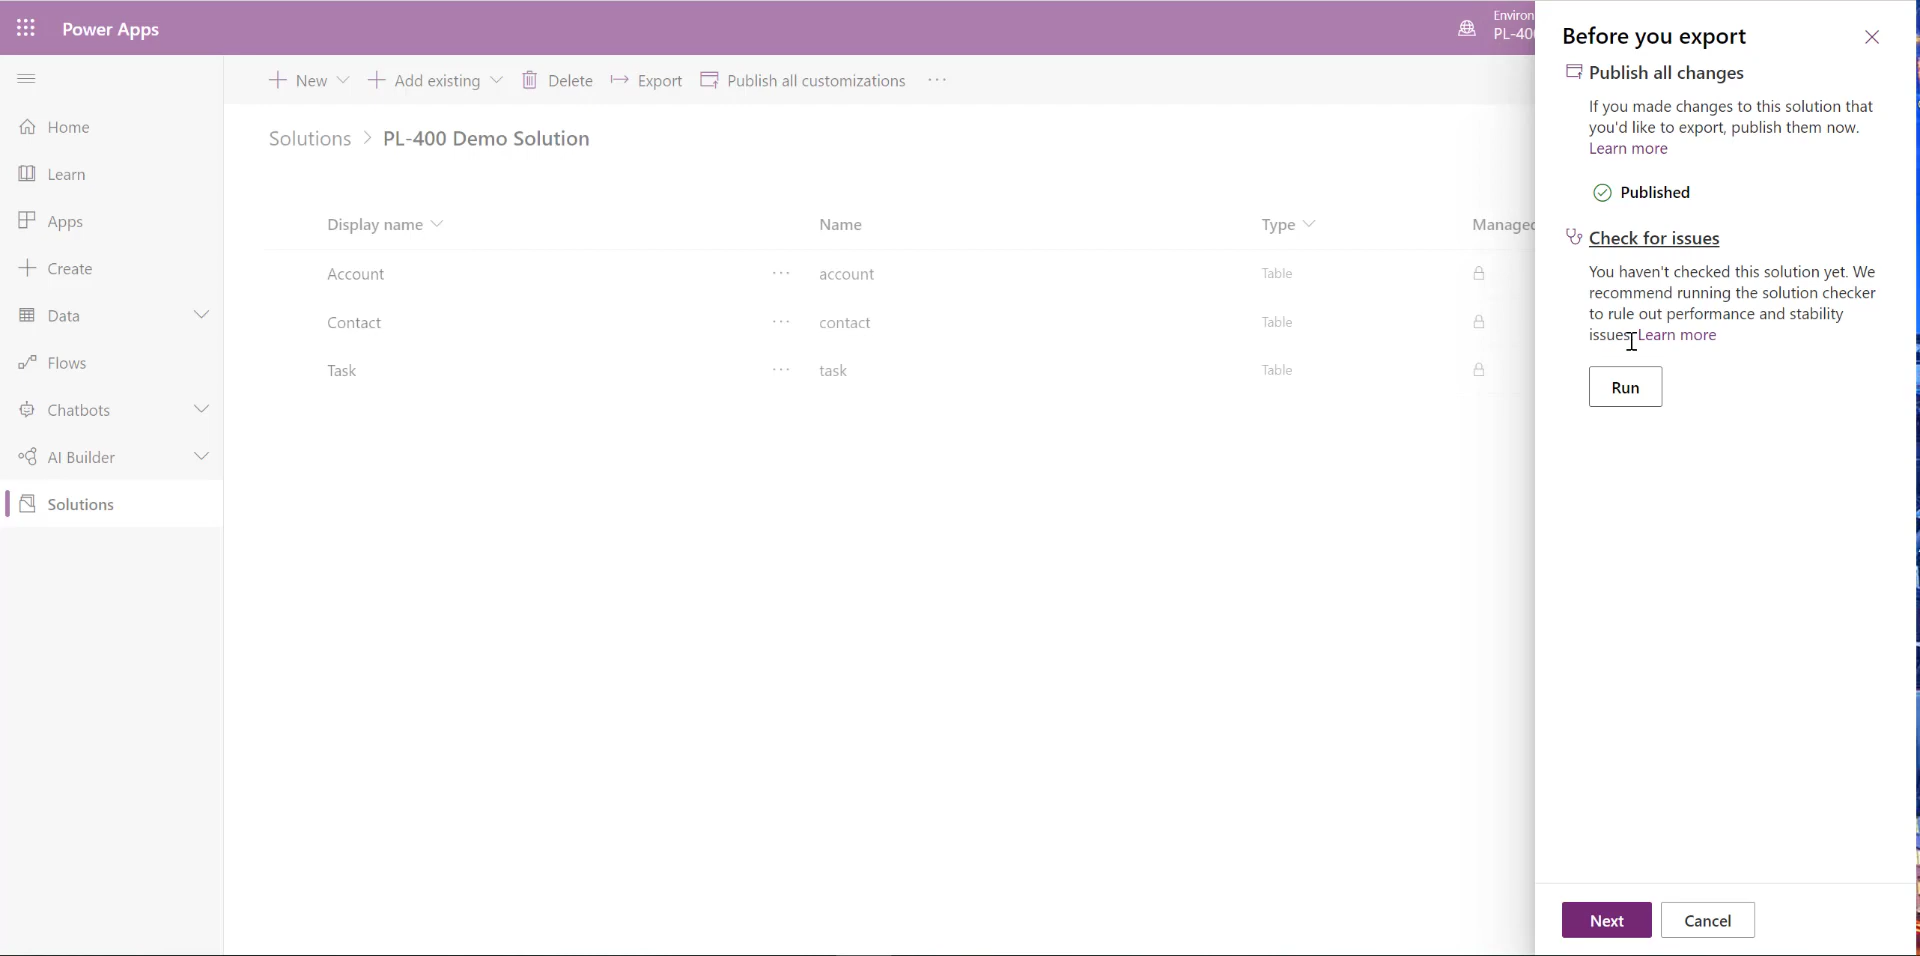 Power Apps
Environ
PL-400
Home
Learn
Apps
Create
Data
Flows
Chatbots
AI Builder
Solutions
New
Add existing
Delete
Export
Publish all customizations
Solutions > PL-400 Demo Solution
Display name
Name
Type
Managed
Account
account
Table
Contact
contact
Table
Task
task
Table
Before you export
Publish all changes
If you made changes to this solution that
you'd like to export, publish them now.
Learn more
Published
Check for issues
You haven't checked this solution yet. We
recommend running the solution checker
to rule out performance and stability
issues. Learn more
Run
Next
Cancel